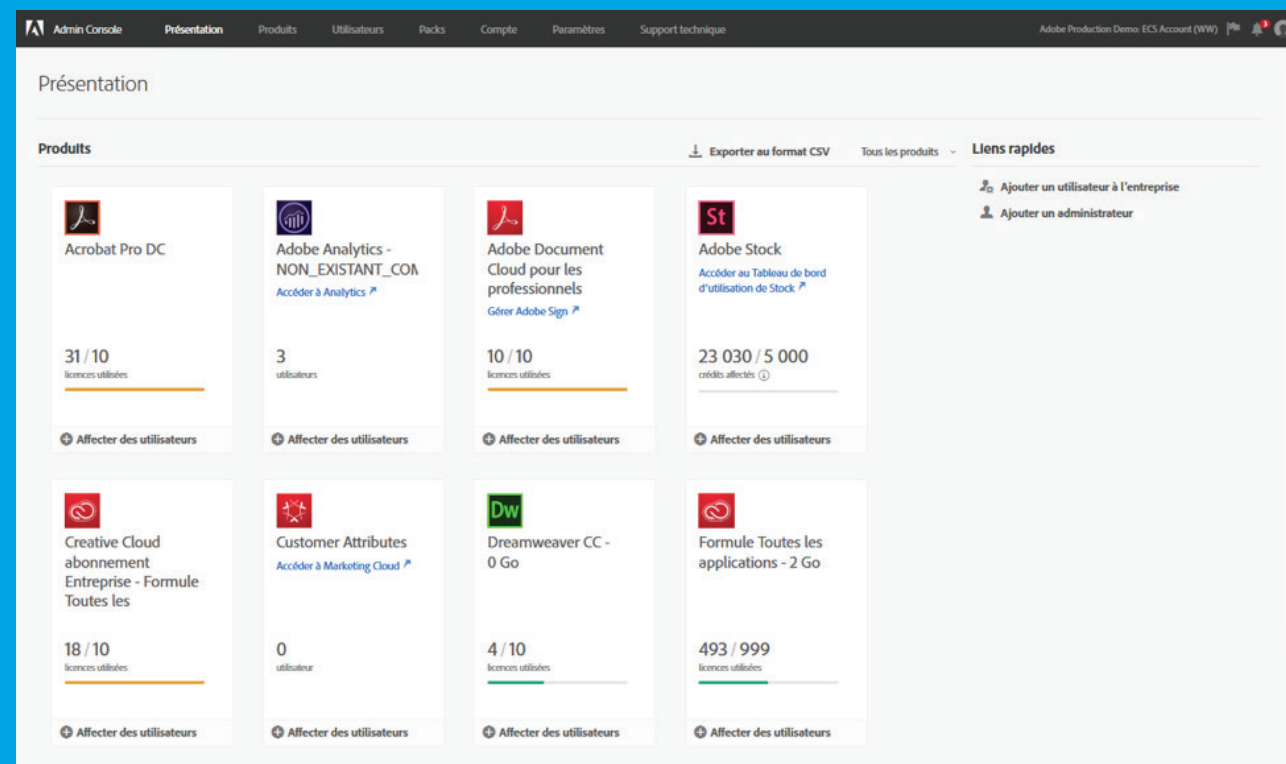 Admin Console Présentation Produits Utilisateurs Packs Compte Paramètres Support technique Adobe Production Demo: ECS Account (WW) 3
Présentation
Produits
Exporter au format CSV Tous les produits
Liens rapides
Ajouter un utilisateur à l'entreprise
Ajouter un administrateur
Acrobat Pro DC
31 / 10
licences utilisées
Affecter des utilisateurs
Adobe Analytics -
NON_EXISTANT_COM
Accéder à Analytics
3
utilisateurs
Affecter des utilisateurs
Adobe Document
Cloud pour les
professionnels
Gérer Adobe Sign
10 / 10
licences utilisées
Affecter des utilisateurs
St
Adobe Stock
Accéder au Tableau de bord
d'utilisation de Stock
23 030 / 5 000
crédits affectés
Affecter des utilisateurs
Creative Cloud
abonnement
Entreprise - Formule
Toutes les
18 / 10
licences utilisées
Affecter des utilisateurs
Customer Attributes
Accéder à Marketing Cloud
0
utilisateur
Affecter des utilisateurs
Dw
Dreamweaver CC -
0 Go
4 / 10
licences utilisées
Affecter des utilisateurs
Formule Toutes les
applications - 2 Go
493 / 999
licences utilisées
Affecter des utilisateurs